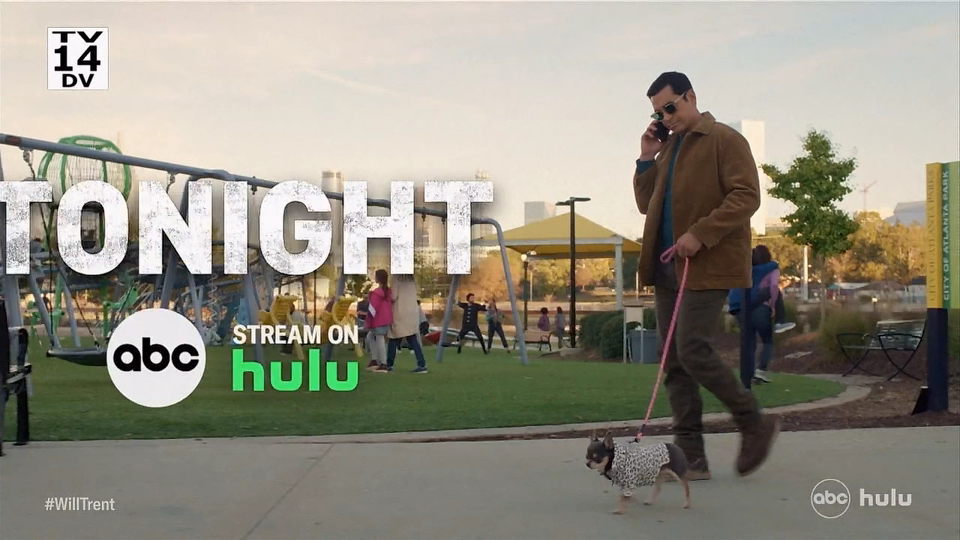 TV
14
DV
TONIGHT
abc
STREAM ON
hulu
CITY OF ATLANTA PARK
#WillTrent
abc hulu